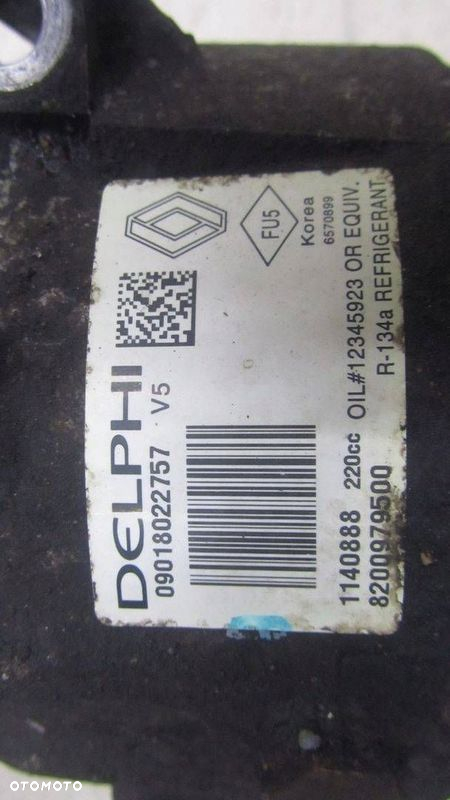 DELPHI
09018022757 V5
FU5
Korea
6570899
1140888 220cc OIL#12345923 OR EQUIV.
8200979500 R-134a REFRIGERANT
OTOMOTO